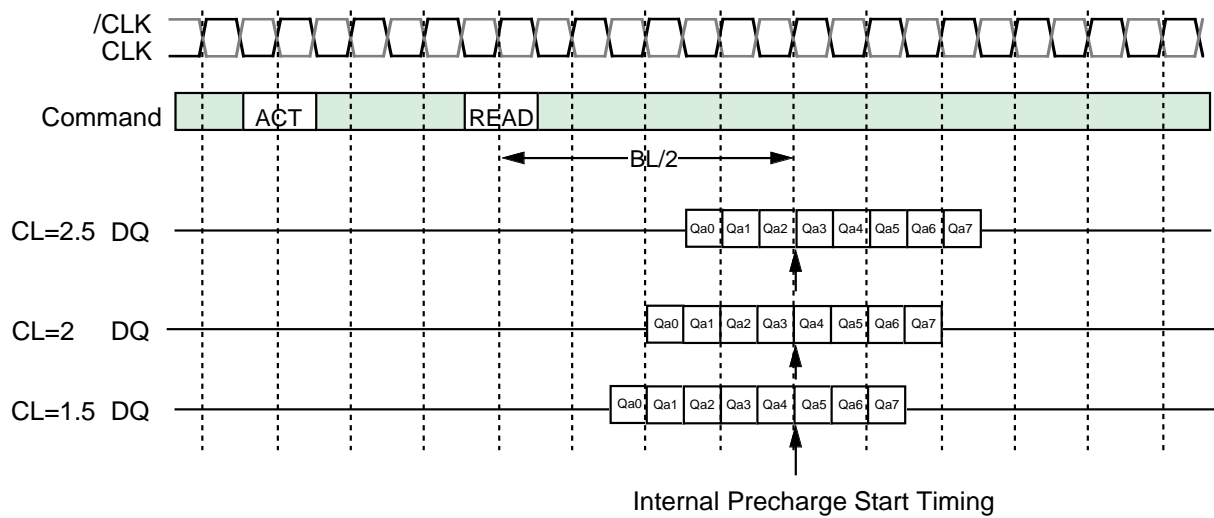 /CLK
CLK
Command ACT READ
BL/2
CL=2.5 DQ Qa0 Qa1 Qa2 Qa3 Qa4 Qa5 Qa6 Qa7
CL=2 DQ Qa0 Qa1 Qa2 Qa3 Qa4 Qa5 Qa6 Qa7
CL=1.5 DQ Qa0 Qa1 Qa2 Qa3 Qa4 Qa5 Qa6 Qa7
Internal Precharge Start Timing